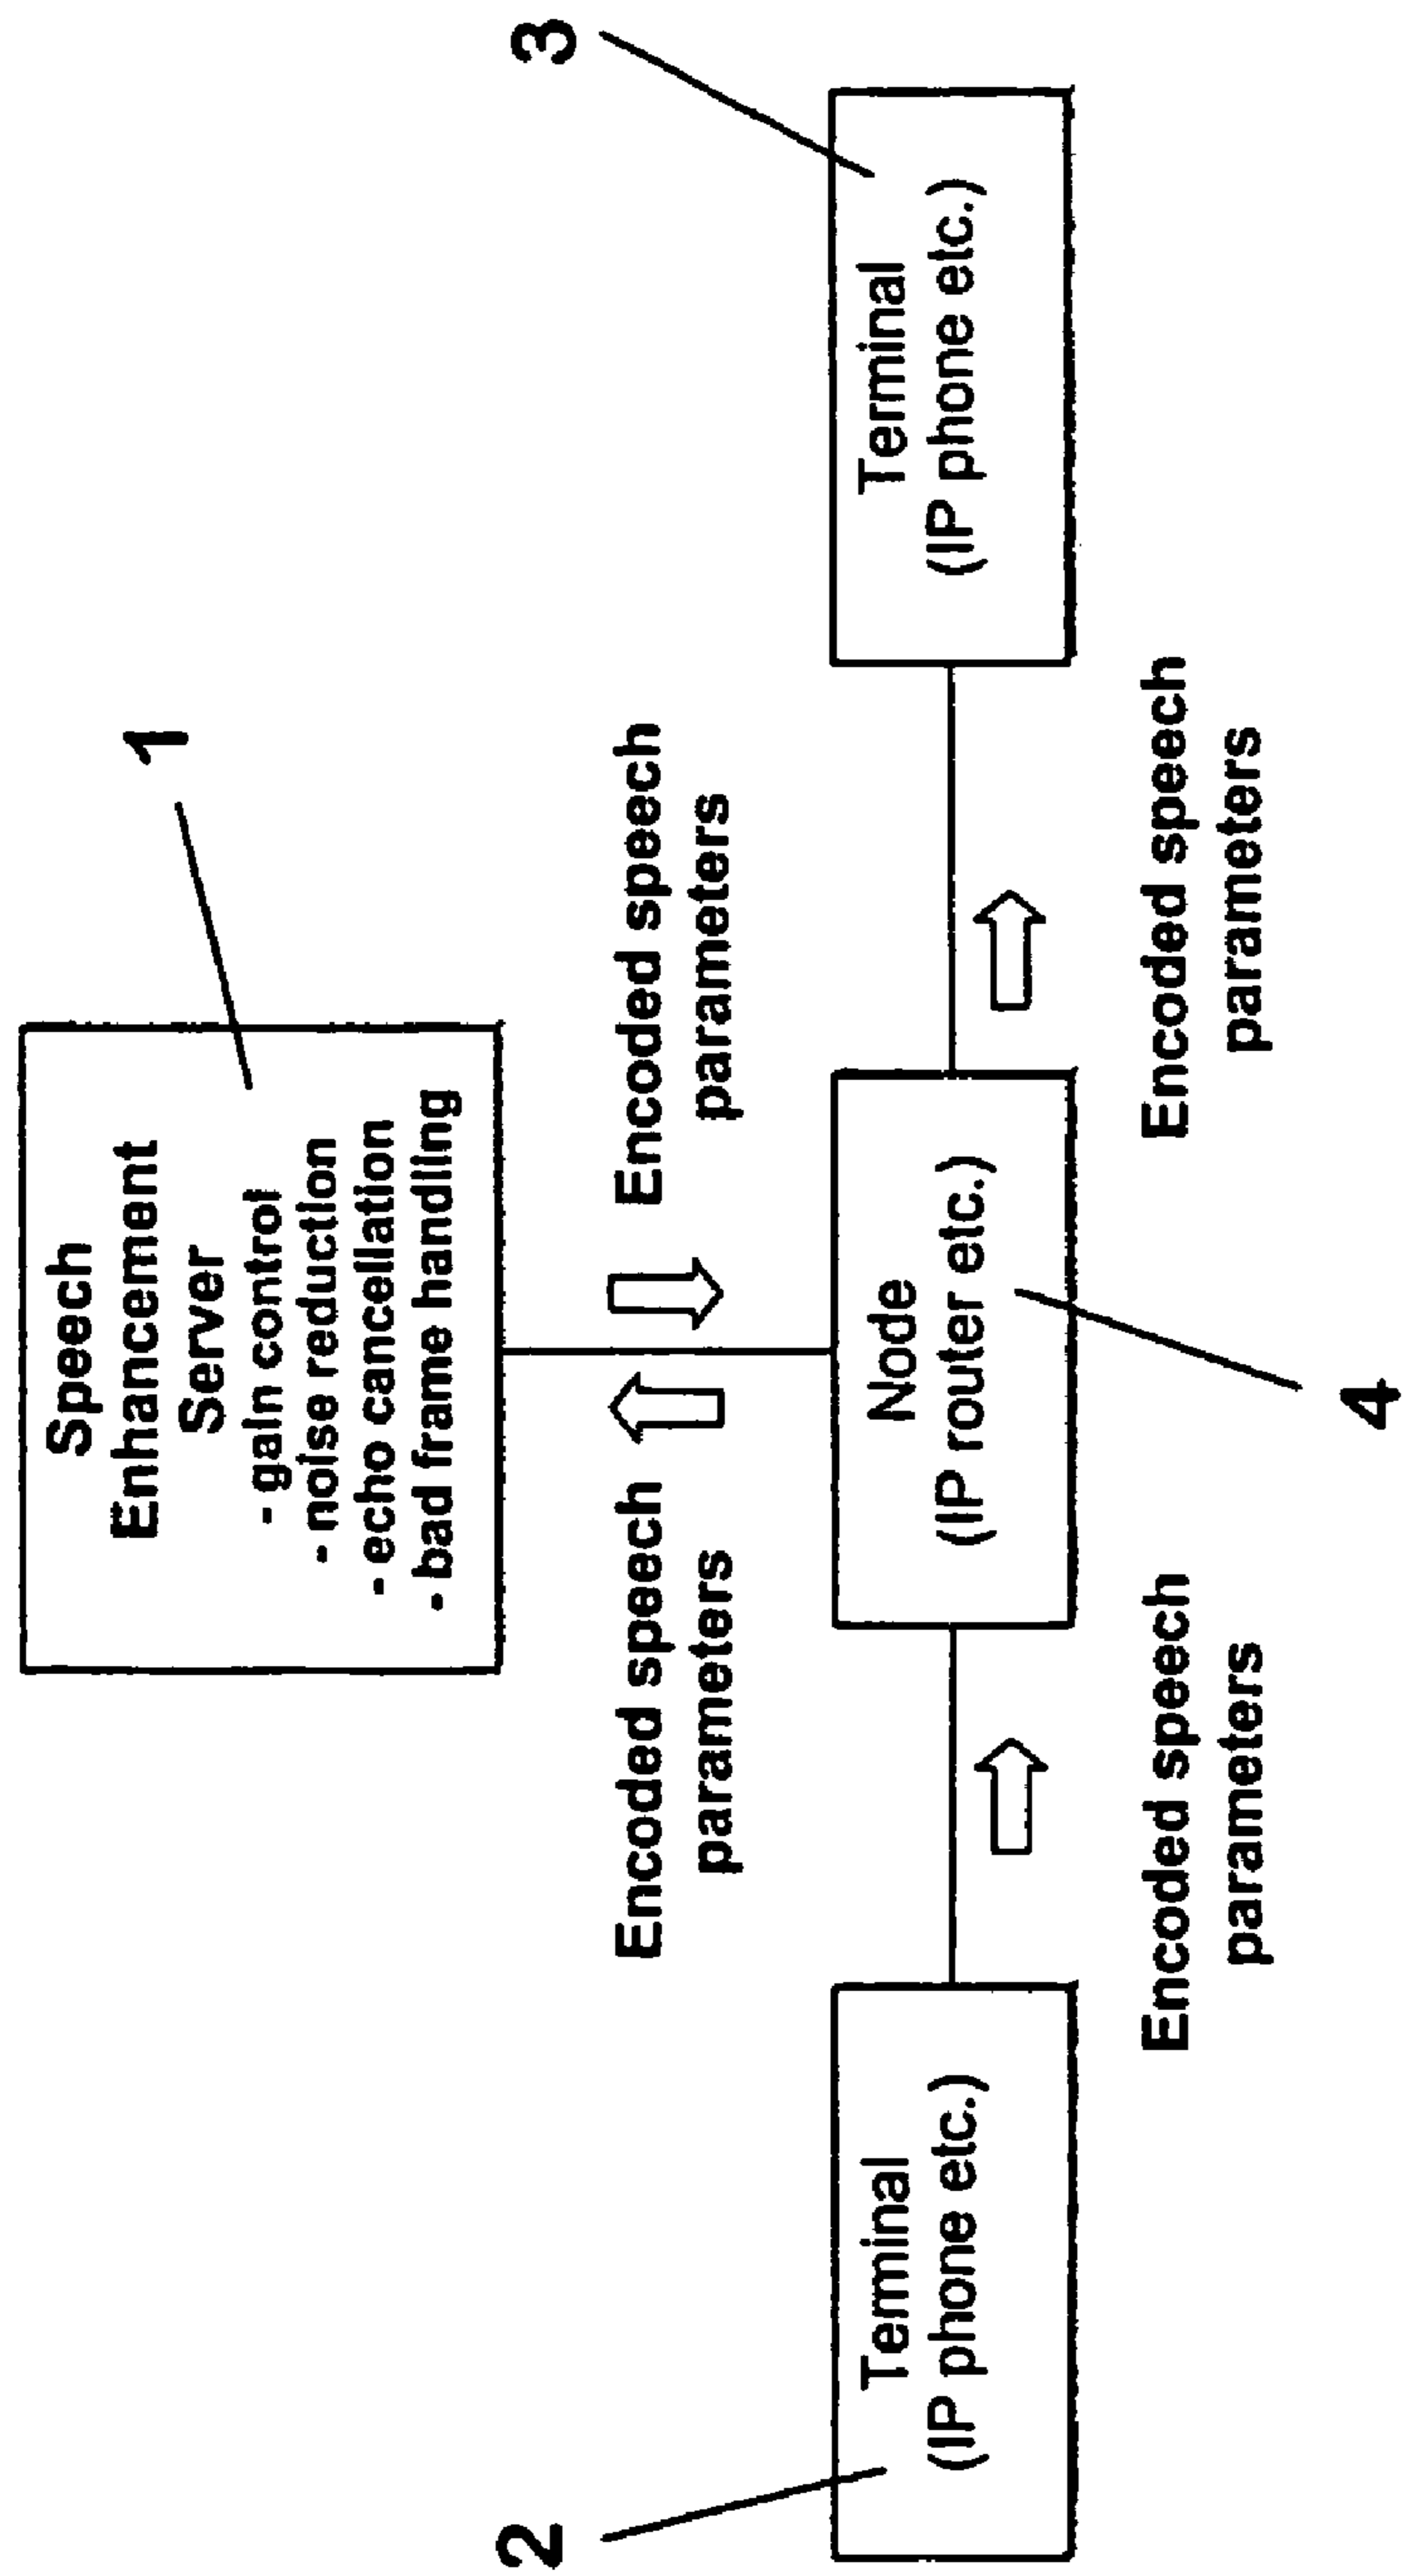 1
Speech
Enhancement
Server
- gain control
- noise reduction
- echo cancellation
- bad frame handling
Encoded speech
parameters
Encoded speech
parameters
2
Terminal
(IP phone etc.)
Node
(IP router etc.)
3
Terminal
(IP phone etc.)
4
Encoded speech
parameters
Encoded speech
parameters